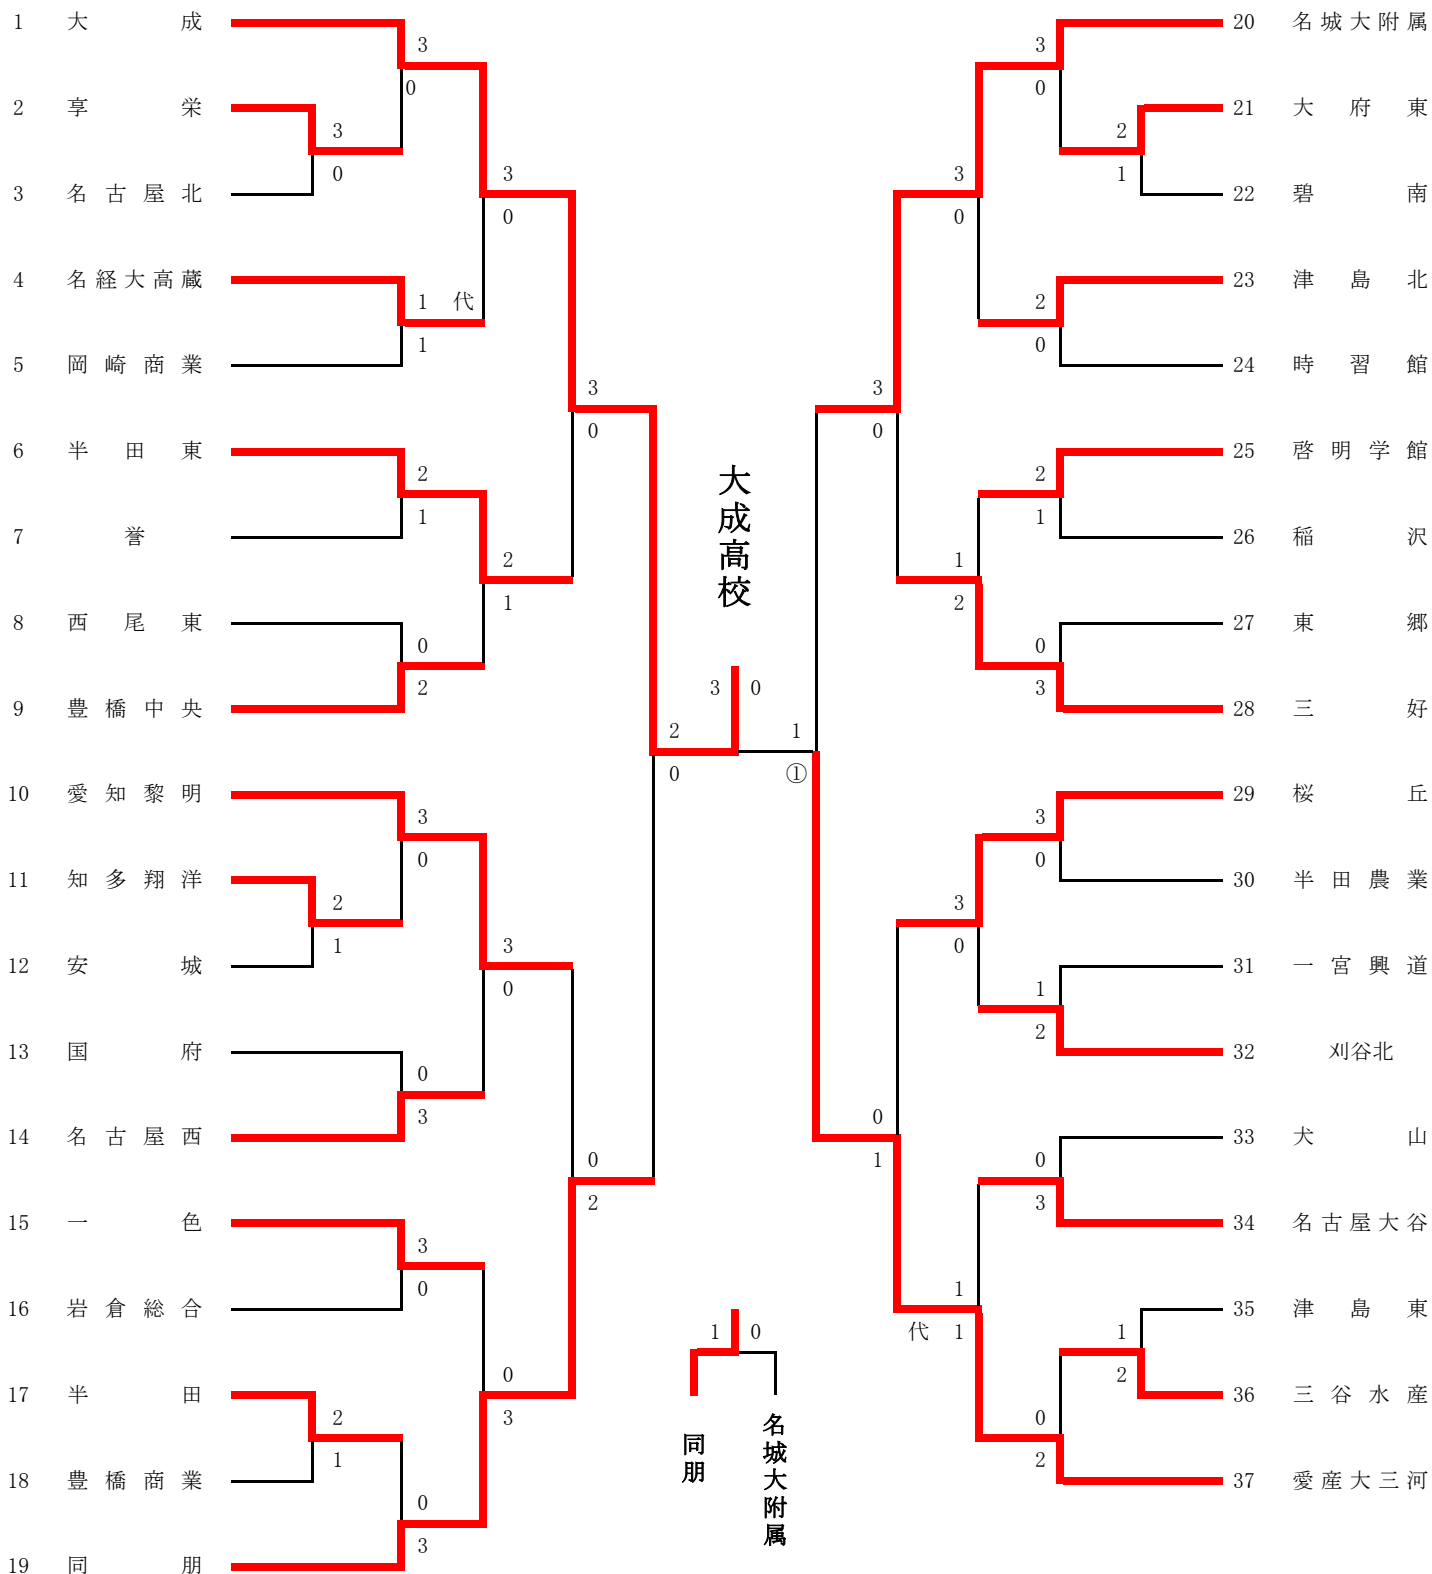 1 大成
2 享栄
3 名古屋北
4 名経大高蔵
5 岡崎商業
6 半田東
7 誉
8 西尾東
9 豊橋中央
10 愛知黎明
11 知多翔洋
12 安城
13 国府
14 名古屋西
15 一色
16 岩倉総合
17 半田
18 豊橋商業
19 同朋
3
0
3
0
3
0
1 代
1
2
1
0
2
2
1
3
0
3
0
2
1
0
3
3
0
3
0
2
1
0
3
0
3
0
2
2
0
大成高校
3 0
1
①
1 0
同朋
名城大附属
3
0
2
1
3
0
2
0
3
0
2
1
1
2
0
3
3
0
3
0
1
2
0
1
0
3
1
代 1
1
2
0
2
20 名城大附属
21 大府東
22 碧南
23 津島北
24 時習館
25 啓明学館
26 稲沢
27 東郷
28 三好
29 桜丘
30 半田農業
31 一宮興道
32 刈谷北
33 犬山
34 名古屋大谷
35 津島東
36 三谷水産
37 愛産大三河